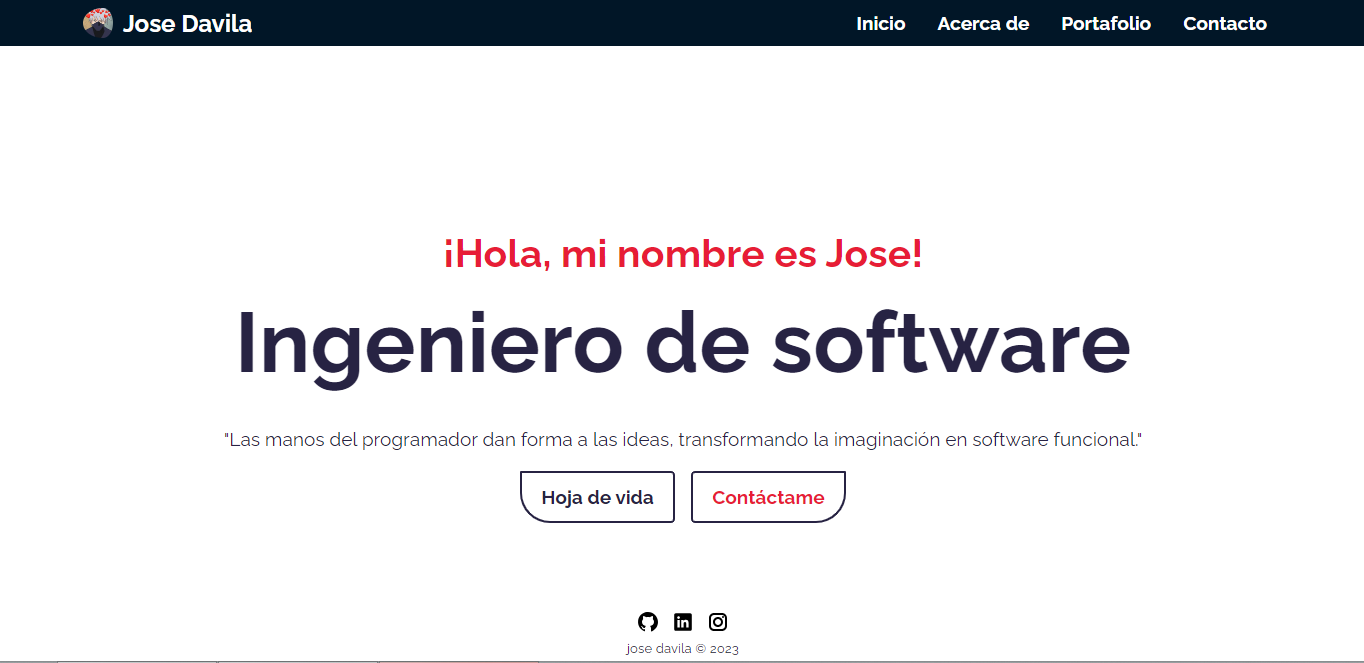 Jose Davila
Inicio
Acerca de
Portafolio
Contacto
¡Hola, mi nombre es Jose!
Ingeniero de software
"Las manos del programador dan forma a las ideas, transformando la imaginación en software funcional."
Hoja de vida
Contáctame
in
jose davila © 2023